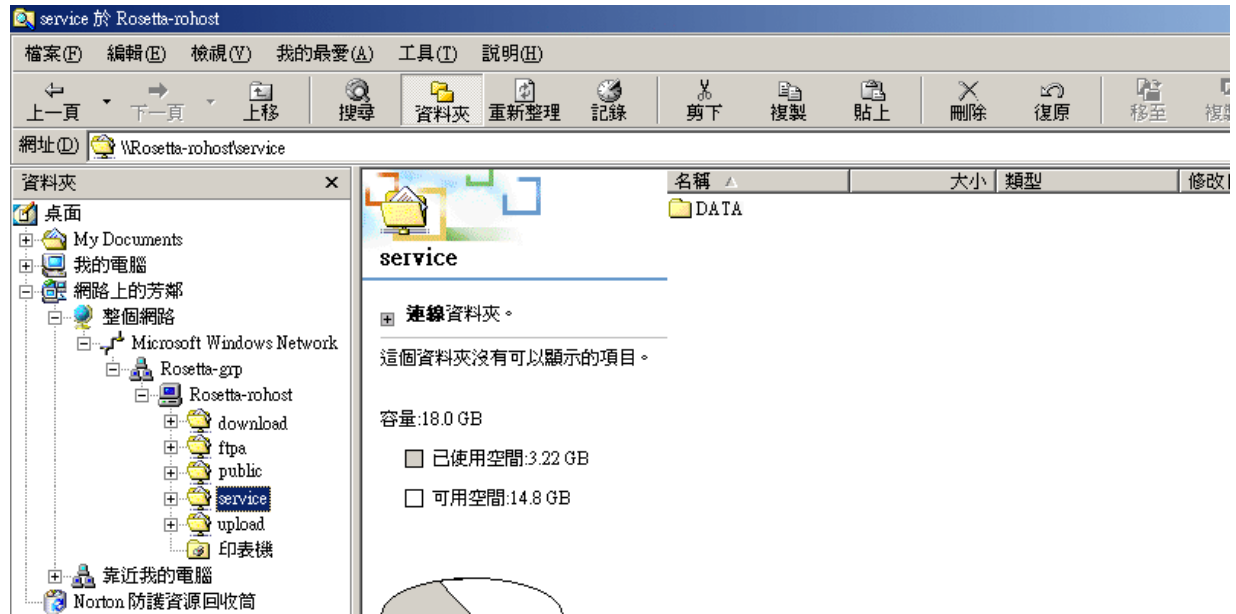 service 於 Rosetta-rohost
檔案(F) 編輯(E) 檢視(V) 我的最愛(A) 工具(T) 說明(H)
上一頁 下一頁 上移 搜尋 資料夾 重新整理 記錄 剪下 複製 貼上 刪除 復原 移至
網址(D) \\Rosetta-rohost\service
資料夾
桌面
My Documents
我的電腦
網路上的芳鄰
整個網路
Microsoft Windows Network
Rosetta-grp
Rosetta-rohost
download
ftpa
public
service
upload
印表機
靠近我的電腦
Norton 防護資源回收筒
service
連線資料夾。
這個資料夾沒有可以顯示的項目。
容量:18.0 GB
已使用空間:3.22 GB
可用空間:14.8 GB
名稱 大小 類型 修改
DATA